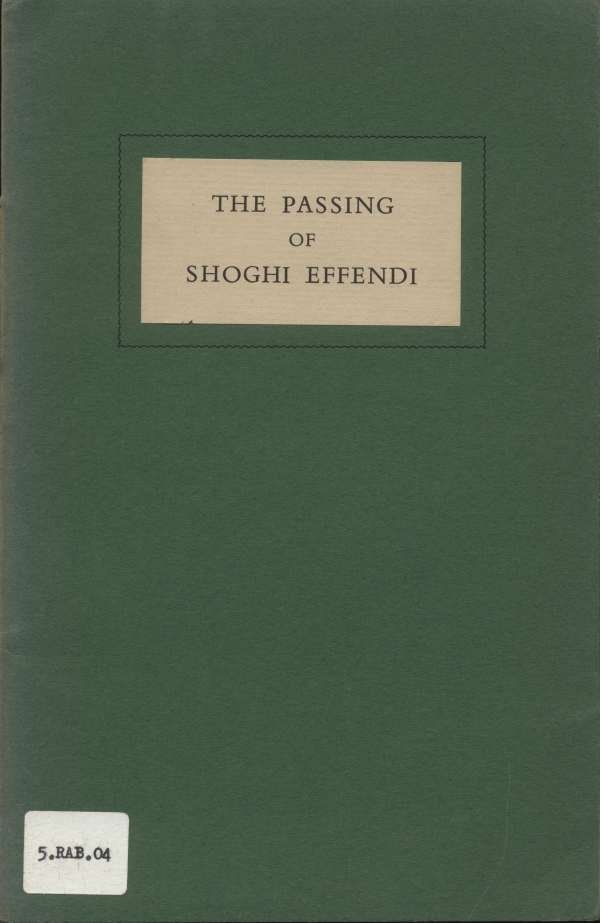 THE PASSING
OF
SHOGHI EFFENDI
5.RAB.04